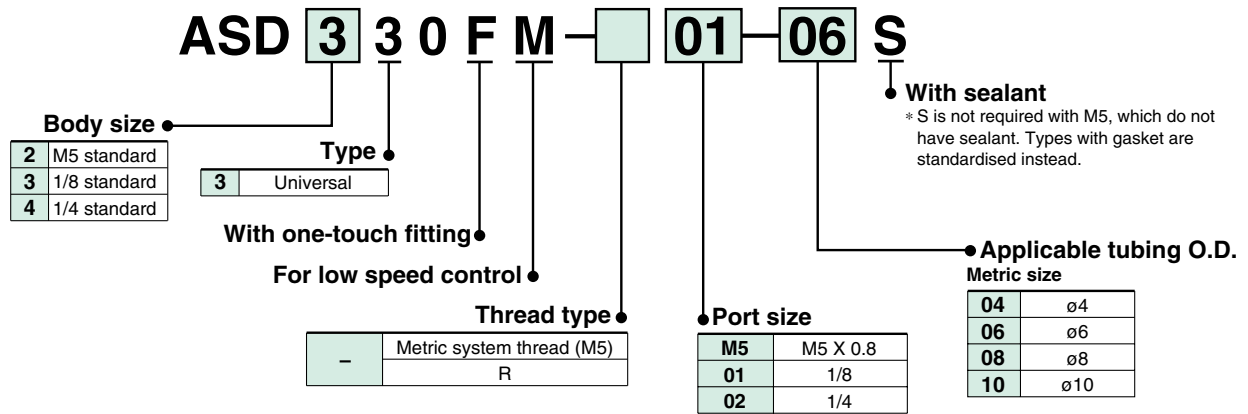 ASD 3 3 0 F M – 01 – 06 S
With sealant
* S is not required with M5, which do not
have sealant. Types with gasket are
standardised instead.
Body size
2 M5 standard
3 1/8 standard
4 1/4 standard
Type
3 Universal
With one-touch fitting
For low speed control
Thread type
– Metric system thread (M5)
R
Port size
M5 M5 X 0.8
01 1/8
02 1/4
Applicable tubing O.D.
Metric size
04 ø4
06 ø6
08 ø8
10 ø10